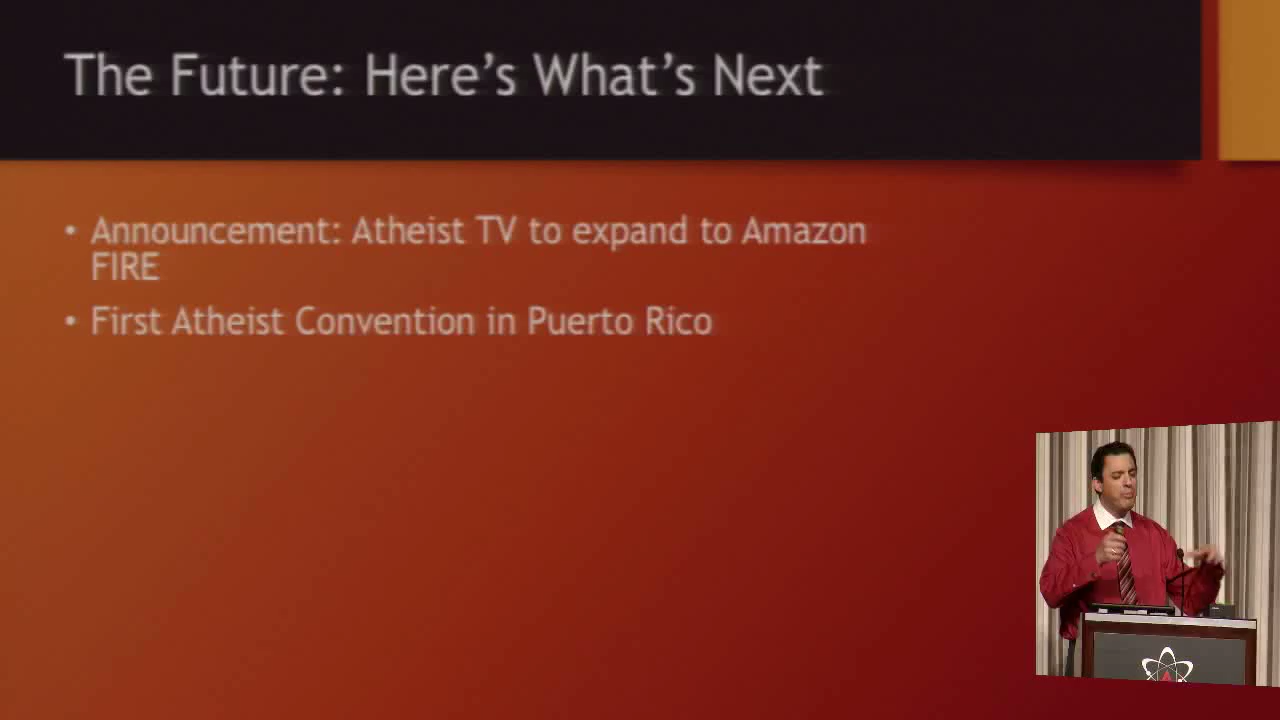 The Future: Here's What's Next
• Announcement: Atheist TV to expand to Amazon
FIRE
• First Atheist Convention in Puerto Rico